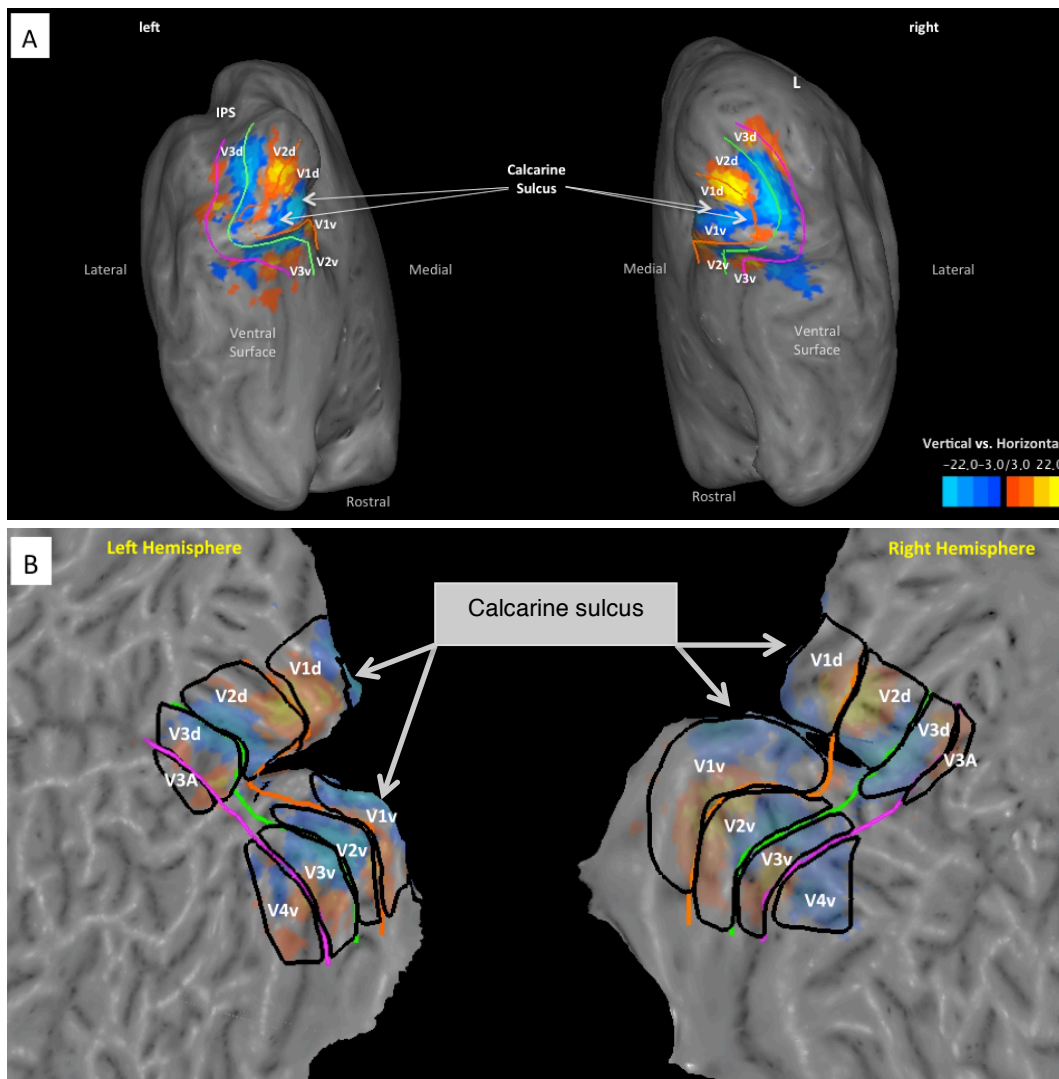 A
left
right
L
IPS
V3d
V2d
V1d
V1v
V2v
V3v
Calcarine
Sulcus
V3d
V2d
V1d
V1v
V2v
V3v
Lateral
Medial
Medial
Lateral
Ventral
Surface
Ventral
Surface
Rostral
Rostral
Vertical vs. Horizonta
-22,0-3.0/3.0 22,0
B
Left Hemisphere
Right Hemisphere
Calcarine sulcus
V1d
V2d
V3d
V3A
V1v
V2v
V3v
V4v
V1d
V2d
V3d
V3A
V1v
V2v
V3v
V4v